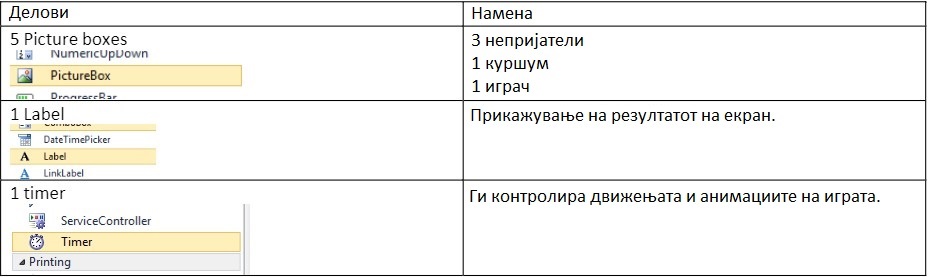 Делови
Намена
5 Picture boxes
NumericUpDown
PictureBox
ProgressBar
3 непријатели
1 куршум
1 играч
1 Label
ComboBox
DateTimePicker
A Label
A LinkLabel
Прикажување на резултатот на екран.
1 timer
ServiceController
Timer
Printing
Ги контролира движењата и анимациите на играта.